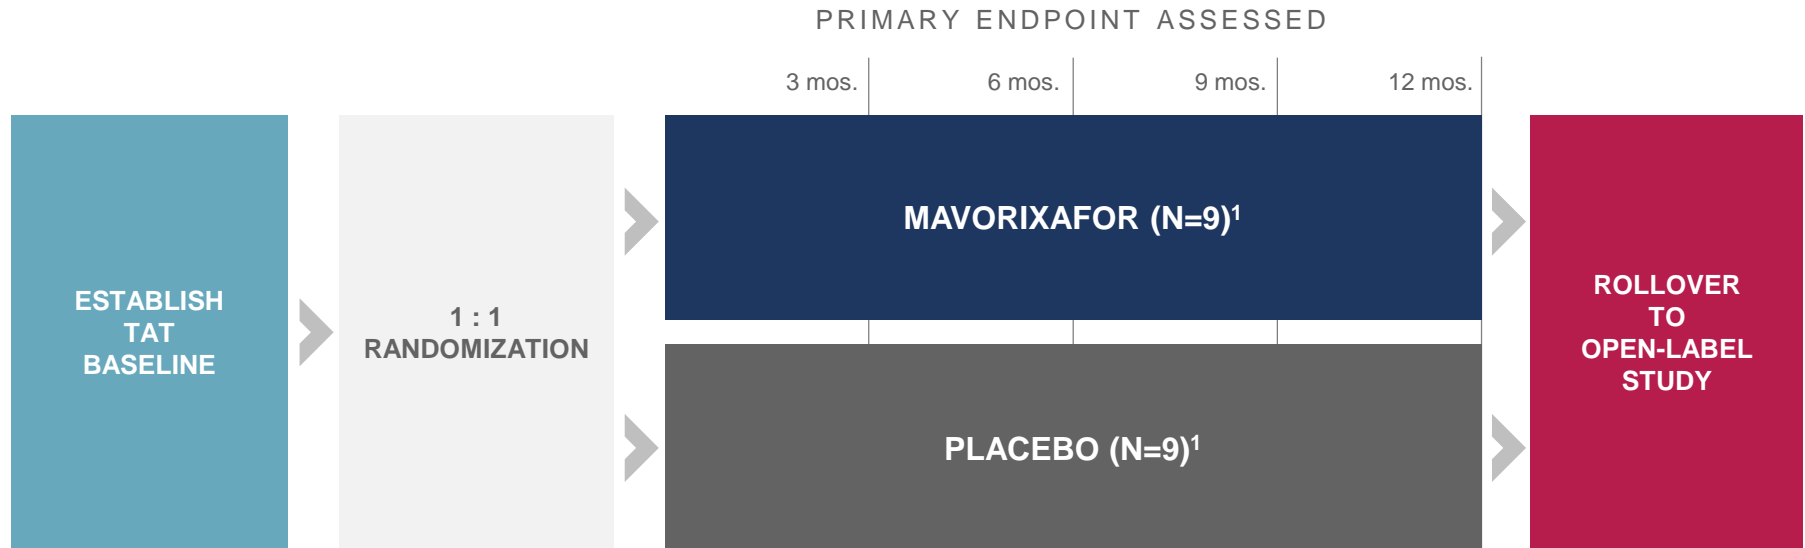 PRIMARY ENDPOINT ASSESSED
3 mos.
6 mos.
9 mos.
12 mos.
ESTABLISH
TAT
BASELINE
1 : 1
RANDOMIZATION
MAVORIXAFOR (N=9)¹
PLACEBO (N=9)¹
ROLLOVER
TO
OPEN-LABEL
STUDY